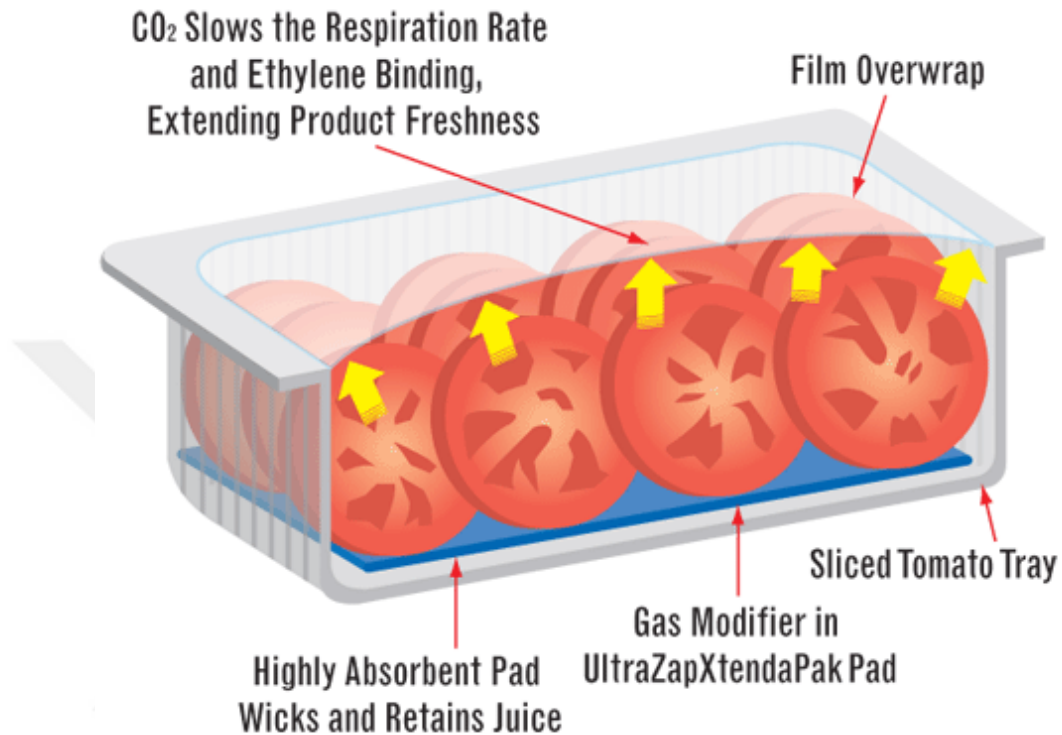 CO₂ Slows the Respiration Rate
and Ethylene Binding,
Extending Product Freshness
Film Overwrap
Sliced Tomato Tray
Gas Modifier in
UltraZapXtendaPak Pad
Highly Absorbent Pad
Wicks and Retains Juice